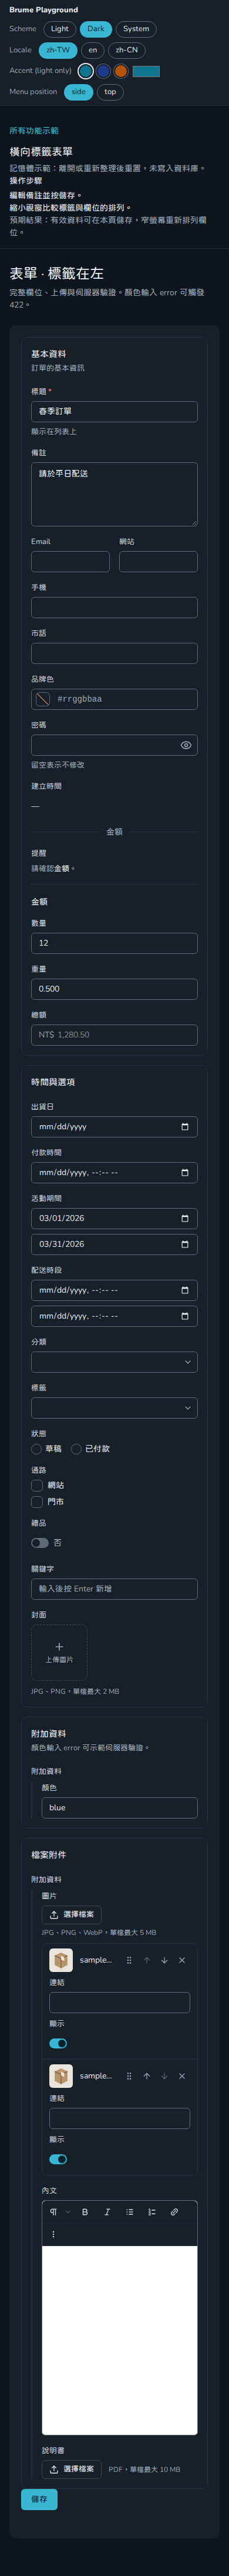 Brume Playground
Scheme Light Dark System
Locale zh-TW en zh-CN
Accent (light only)
Menu position side top
所有功能示範
橫向標籤表單
記憶體示範：離開或重新整理後重置，未寫入資料庫。
操作步驟
編輯備註並按儲存。
縮小視窗比較標籤與欄位的排列。
預期結果：有效資料可在本頁儲存，窄螢幕重新排列欄
位。
表單 · 標籤在左
完整欄位、上傳與伺服器驗證。顏色輸入 error 可觸發
422。
基本資料
訂單的基本資訊
標題 *
春季訂單
顯示在列表上
備註
請於平日配送
Email 網站
手機
市話
品牌色
#rrggbbaa
密碼
留空表示不修改
建立時間
—
金額
提醒
請確認金額。
金額
數量
12
重量
0.500
總額
NT$ 1,280.50
時間與選項
出貨日
mm/dd/yyyy
付款時間
mm/dd/yyyy, --:-- --
活動期間
03/01/2026
03/31/2026
配送時段
mm/dd/yyyy, --:-- --
mm/dd/yyyy, --:-- --
分類
標籤
狀態
草稿 已付款
通路
網站
門市
禮品
否
關鍵字
輸入後按 Enter 新增
封面
上傳圖片
JPG、PNG，單檔最大 2 MB
附加資料
顏色輸入 error 可示範伺服器驗證。
附加資料
顏色
blue
檔案附件
附加資料
圖片
選擇檔案
JPG、PNG、WebP，單檔最大 5 MB
sample...
連結
顯示
sample...
連結
顯示
內文
說明書
選擇檔案 PDF，單檔最大 10 MB
儲存